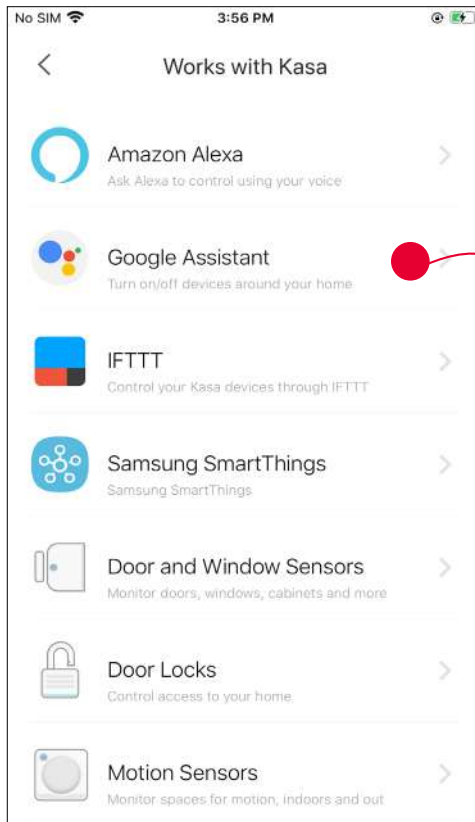 No SIM 3:56 PM
Works with Kasa
Amazon Alexa
Ask Alexa to control using your voice
Google Assistant
Turn on/off devices around your home
IFTTT
Control your Kasa devices through IFTTT
Samsung SmartThings
Samsung SmartThings
Door and Window Sensors
Monitor doors, windows, cabinets and more
Door Locks
Control access to your home
Motion Sensors
Monitor spaces for motion, indoors and out